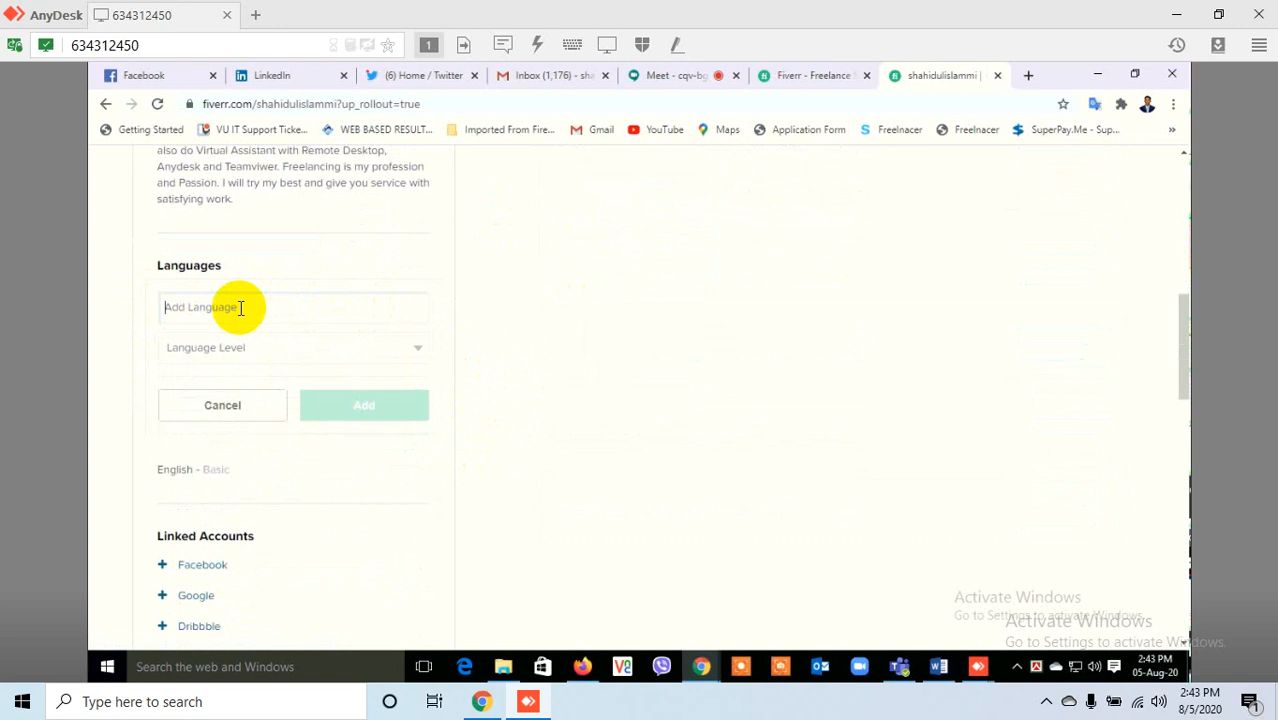 AnyDesk 634312450
634312450 1
Facebook LinkedIn (6) Home / Twitter Inbox (1,176) - sha Meet - cqv-bg Fiverr - Freelance S shahidulislammi |
fiverr.com/shahidulislammi?up_rollout=true
Getting Started VU IT Support Ticke... WEB BASED RESULT... Imported From Fire... Gmail YouTube Maps Application Form Freelnacer Freelnacer SuperPay.Me - Sup... »
also do Virtual Assistant with Remote Desktop,
Anydesk and Teamviwer. Freelancing is my profession
and Passion. I will try my best and give you service with
satisfying work.
Languages
Add Language
Language Level
Cancel Add
English - Basic
Linked Accounts
Facebook
Google
Dribbble
Activate Windows
Go to Settings to activate Windows.
Activate Windows
Go to Settings to activate Windows.
Search the web and Windows
2:43 PM
05-Aug-20
Type here to search
2:43 PM
8/5/2020